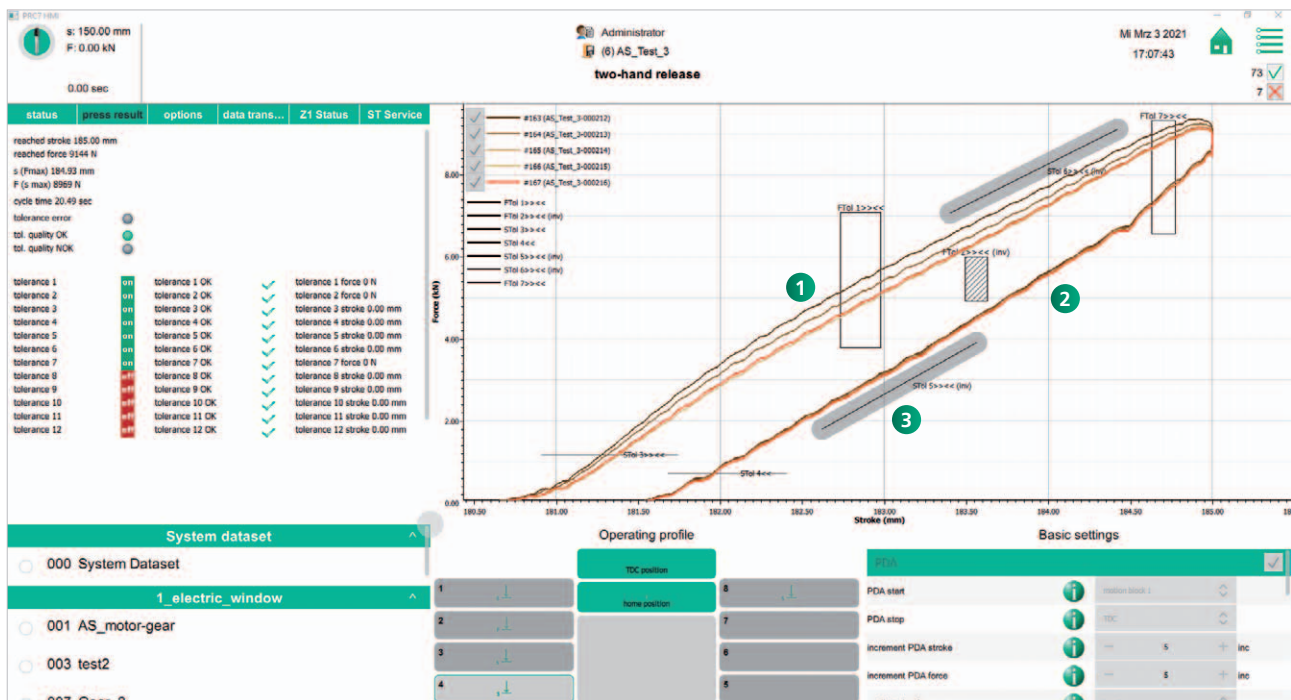 PRC7 HMI
s: 150.00 mm
F: 0.00 kN
0.00 sec
Administrator
(6) AS_Test_3
two-hand release
Mi Mrz 3 2021
17:07:43
73
7
status press result options data trans... Z1 Status ST Service
reached stroke 185.00 mm
reached force 9144 N
s (Fmax) 184.93 mm
F (s max) 8969 N
cycle time 20.49 sec
tolerance error
tol. quality OK
tol. quality NOK
tolerance 1 on tolerance 1 OK tolerance 1 force 0 N
tolerance 2 on tolerance 2 OK tolerance 2 force 0 N
tolerance 3 on tolerance 3 OK tolerance 3 stroke 0.00 mm
tolerance 4 on tolerance 4 OK tolerance 4 stroke 0.00 mm
tolerance 5 on tolerance 5 OK tolerance 5 stroke 0.00 mm
tolerance 6 on tolerance 6 OK tolerance 6 stroke 0.00 mm
tolerance 7 on tolerance 7 OK tolerance 7 force 0 N
tolerance 8 off tolerance 8 OK tolerance 8 stroke 0.00 mm
tolerance 9 off tolerance 9 OK tolerance 9 stroke 0.00 mm
tolerance 10 off tolerance 10 OK tolerance 10 stroke 0.00 mm
tolerance 11 off tolerance 11 OK tolerance 11 stroke 0.00 mm
tolerance 12 off tolerance 12 OK tolerance 12 stroke 0.00 mm
#163 (AS_Test_3-000212)
#164 (AS_Test_3-000213)
#165 (AS_Test_3-000214)
#166 (AS_Test_3-000215)
#167 (AS_Test_3-000216)
FTol 1>><<
FTol 2>><< (inv)
STol 3>><<
STol 4<<
STol 5>><< (inv)
STol 6>><< (inv)
FTol 7>><<
FTol 7>><<
STol 6>><< (inv)
FTol 1>><<
FTol 2>><< (inv)
1
2
STol 5>><< (inv)
3
STol 3>><<
STol 4<<
Force (kN)
8.00
6.00
4.00
2.00
0.00
180.50 181.00 181.50 182.00 182.50 183.00 183.50 184.00 184.50 185.00
Stroke (mm)
System dataset
000 System Dataset
1_electric_window
001 AS_motor-gear
003 test2
Operating profile
TDC position
home position
1
2
3
4
8
7
6
5
Basic settings
PDA
PDA start motion block 1
PDA stop TDC
increment PDA stroke 5 inc
increment PDA force 5 inc